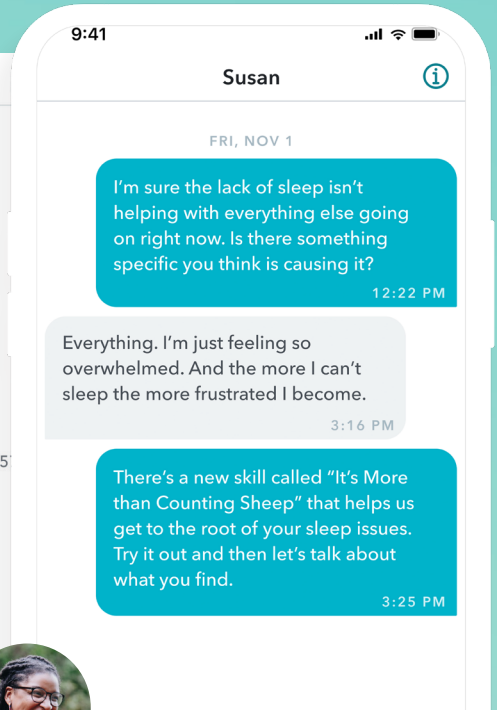 9:41
Susan
i
FRI, NOV 1
I’m sure the lack of sleep isn’t
helping with everything else going
on right now. Is there something
specific you think is causing it?
12:22 PM
Everything. I’m just feeling so
overwhelmed. And the more I can’t
sleep the more frustrated I become.
3:16 PM
There’s a new skill called “It’s More
than Counting Sheep” that helps us
get to the root of your sleep issues.
Try it out and then let’s talk about
what you find.
3:25 PM